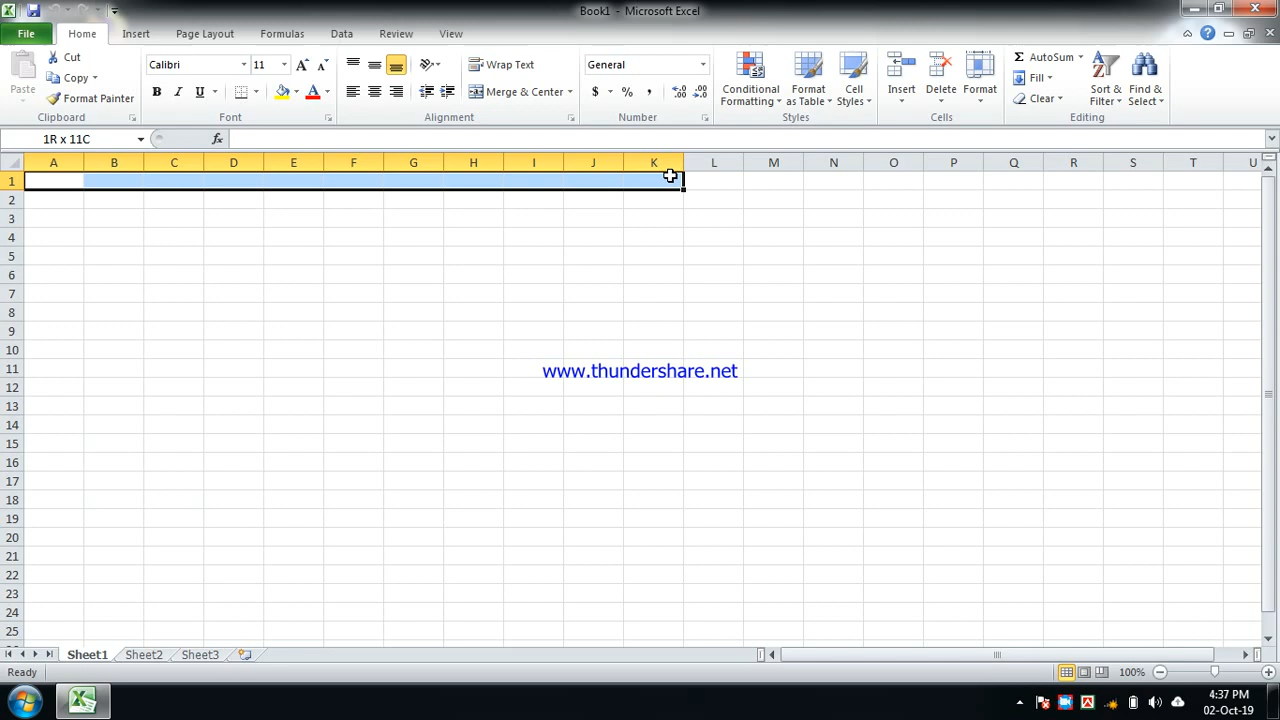 Book1 - Microsoft Excel
File Home Insert Page Layout Formulas Data Review View
Paste
Cut
Copy
Format Painter
Clipboard
Calibri 11
B I U
Font
Wrap Text
Merge & Center
Alignment
General
$ % ,
Number
Conditional Formatting
Format as Table
Cell Styles
Styles
Insert Delete Format
Cells
Σ AutoSum
Fill
Clear
Sort & Filter
Find & Select
Editing
1R x 11C fx
A B C D E F G H I J K L M N O P Q R S T U
1
2
3
4
5
6
7
8
9
10
11
12
13
14
15
16
17
18
19
20
21
22
23
24
25
www.thundershare.net
Sheet1 Sheet2 Sheet3
Ready 100%
4:37 PM
02-Oct-19